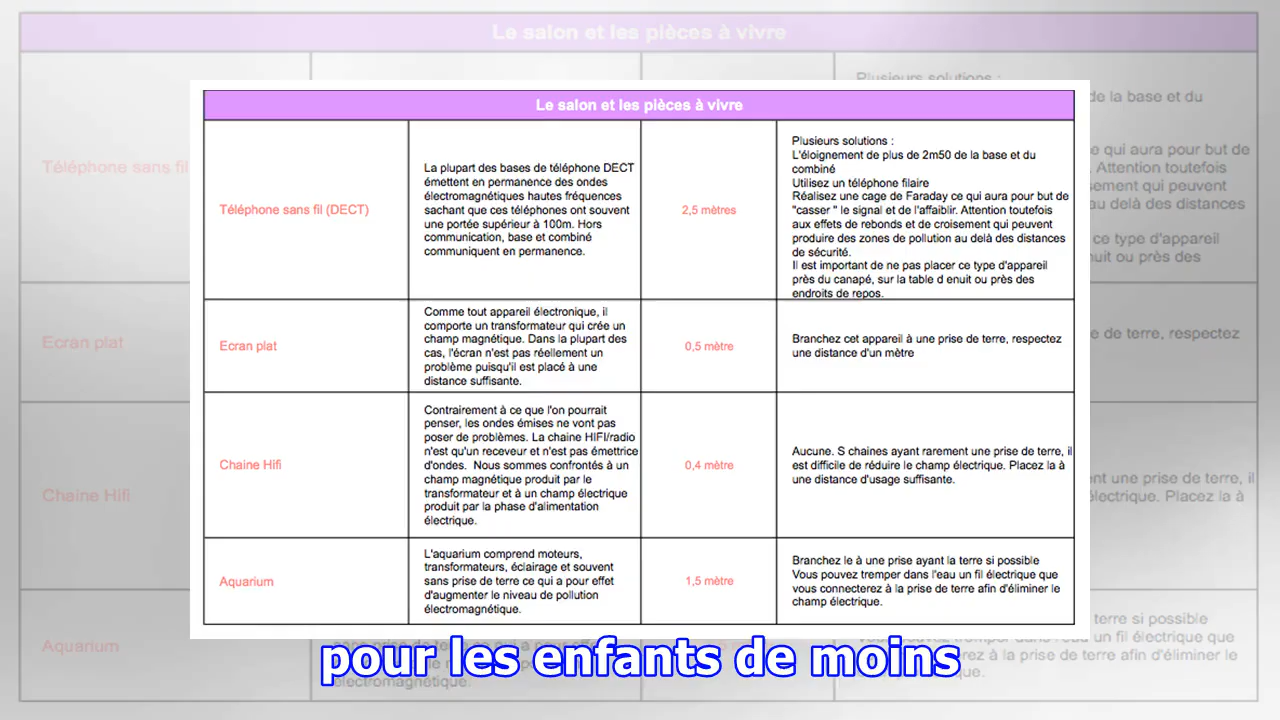 Le salon et les pièces à vivre
Téléphone sans fil (DECT)
La plupart des bases de téléphone DECT
émettent en permanence des ondes
électromagnétiques hautes fréquences
sachant que ces téléphones ont souvent
une portée supérieur à 100m. Hors
communication, base et combiné
communiquent en permanence.
2,5 mètres
Plusieurs solutions :
L'éloignement de plus de 2m50 de la base et du
combiné
Utilisez un téléphone filaire
Réalisez une cage de Faraday ce qui aura pour but de
"casser " le signal et de l'affaiblir. Attention toutefois
aux effets de rebonds et de croisement qui peuvent
produire des zones de pollution au delà des distances
de sécurité.
Il est important de ne pas placer ce type d'appareil
près du canapé, sur la table d enuit ou près des
endroits de repos.
Ecran plat
Comme tout appareil électronique, il
comporte un transformateur qui crée un
champ magnétique. Dans la plupart des
cas, l'écran n'est pas réellement un
problème puisqu'il est placé à une
distance suffisante.
0,5 mètre
Branchez cet appareil à une prise de terre, respectez
une distance d'un mètre
Chaine Hifi
Contrairement à ce que l'on pourrait
penser, les ondes émises ne vont pas
poser de problèmes. La chaine HIFI/radio
n'est qu'un receveur et n'est pas émettrice
d'ondes.  Nous sommes confrontés à un
champ magnétique produit par le
transformateur et à un champ électrique
produit par la phase d'alimentation
électrique.
0,4 mètre
Aucune. S chaines ayant rarement une prise de terre, il
est difficile de réduire le champ électrique. Placez la à
une distance d'usage suffisante.
Aquarium
L'aquarium comprend moteurs,
transformateurs, éclairage et souvent
sans prise de terre ce qui a pour effet
d'augmenter le niveau de pollution
électromagnétique.
1,5 mètre
Branchez le à une prise ayant la terre si possible
Vous pouvez tremper dans l'eau un fil électrique que
vous connecterez à la prise de terre afin d'éliminer le
champ électrique.
pour les enfants de moins